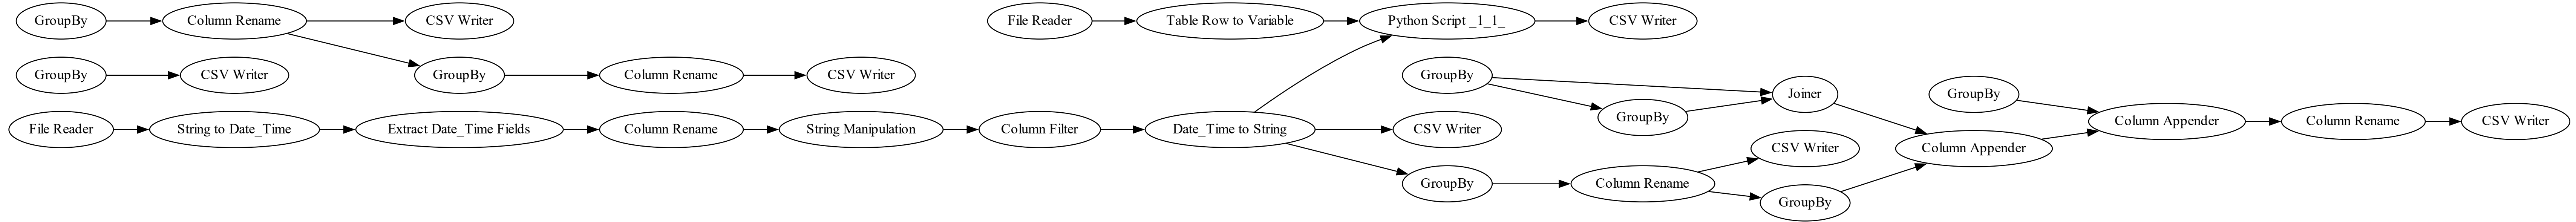 GroupBy
Column Rename
CSV Writer
File Reader
Table Row to Variable
Python Script _1_1_
CSV Writer
GroupBy
CSV Writer
GroupBy
Column Rename
CSV Writer
GroupBy
Joiner
GroupBy
GroupBy
File Reader
String to Date_Time
Extract Date_Time Fields
Column Rename
String Manipulation
Column Filter
Date_Time to String
CSV Writer
Column Appender
Column Rename
CSV Writer
CSV Writer
Column Appender
GroupBy
Column Rename
GroupBy